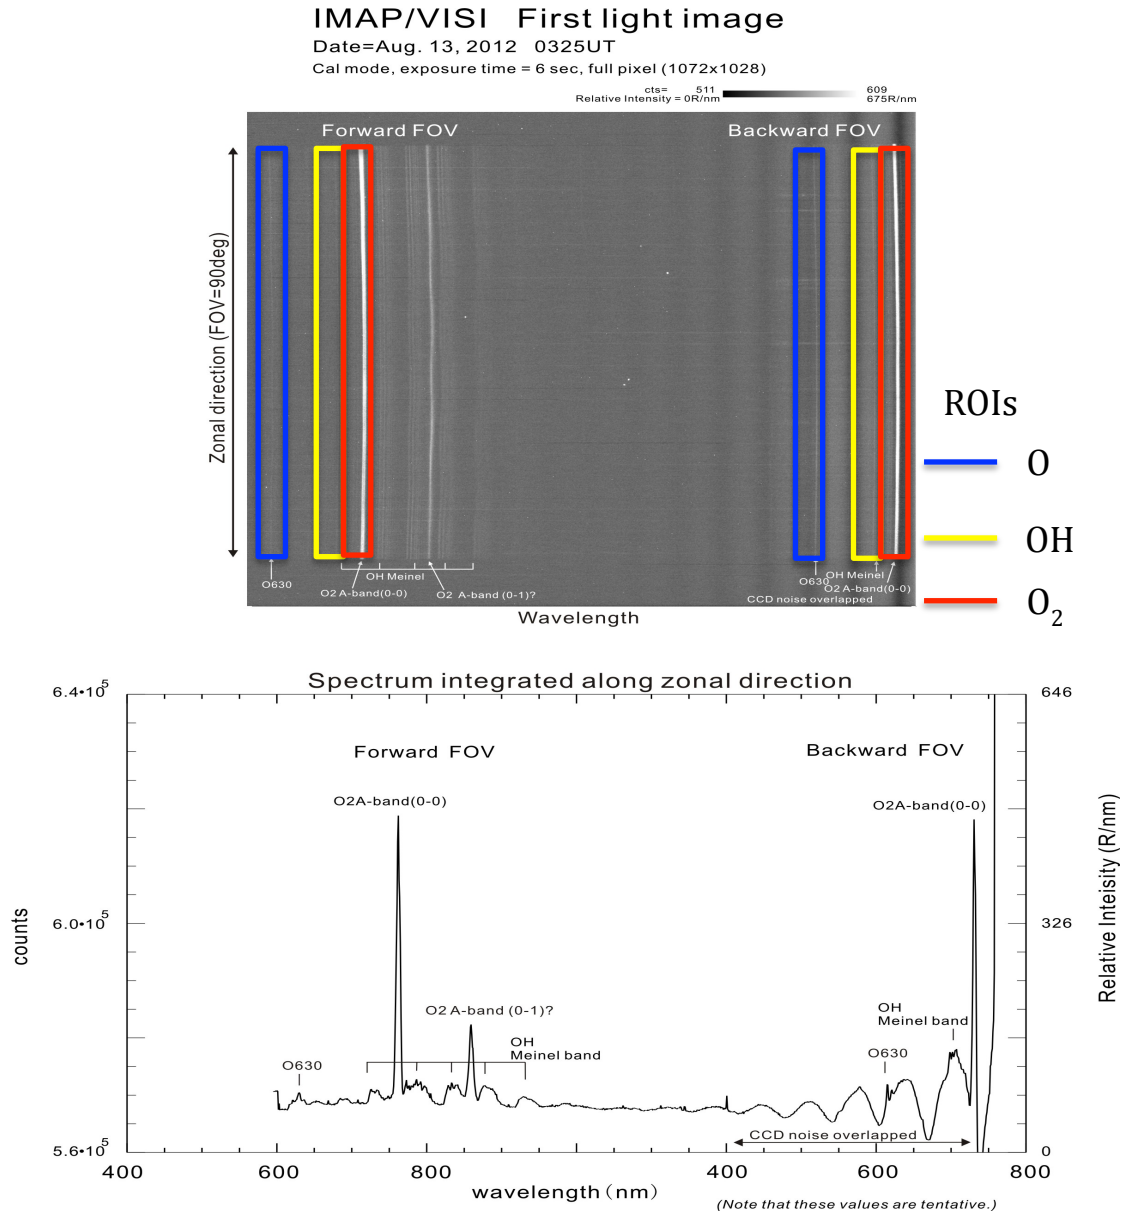 IMAP/VISI First light image
Date=Aug. 13, 2012 0325UT
Cal mode, exposure time = 6 sec, full pixel (1072x1028)
cts= 511 609
Relative Intensity = 0R/nm 675R/nm
Forward FOV Backward FOV
Zonal direction (FOV=90deg)
ROIs
O
OH
O2
O630 OH Meinel O630 OH Meinel
O2 A-band(0-0) O2 A-band (0-1)? O2 A-band(0-0)
CCD noise overlapped
Wavelength
Spectrum integrated along zonal direction
6.4•10^5 646
Forward FOV Backward FOV
O2A-band(0-0) O2A-band(0-0)
counts
6.0•10^5 326
Relative Inteisity (R/nm)
O2 A-band (0-1)? OH
Meinel band
OH
Meinel band
O630 O630
CCD noise overlapped
5.6•10^5 0
400 600 800 400 600 800
wavelength (nm)
(Note that these values are tentative.)